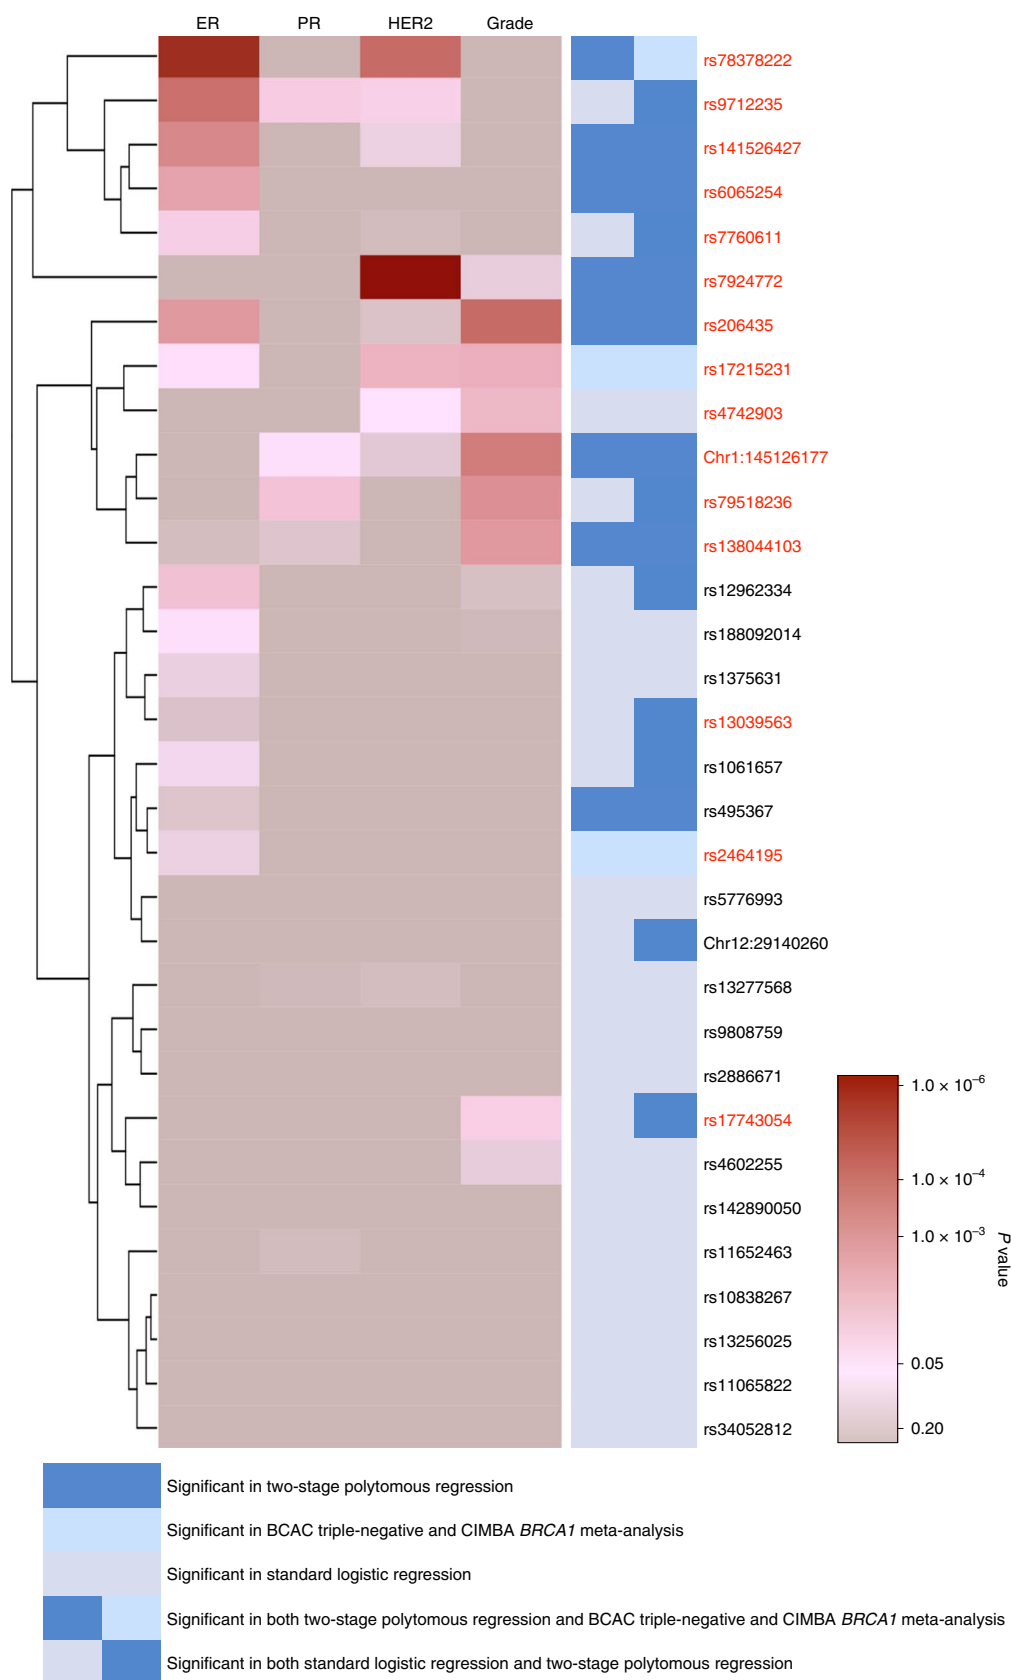 ER PR HER2 Grade
rs78378222
rs9712235
rs141526427
rs6065254
rs7760611
rs7924772
rs206435
rs17215231
rs4742903
Chr1:145126177
rs79518236
rs138044103
rs12962334
rs188092014
rs1375631
rs13039563
rs1061657
rs495367
rs2464195
rs5776993
Chr12:29140260
rs13277568
rs9808759
rs2886671
rs17743054
rs4602255
rs142890050
rs11652463
rs10838267
rs13256025
rs11065822
rs34052812
1.0 × 10⁻⁶
1.0 × 10⁻⁴
1.0 × 10⁻³
0.05
0.20
P value
Significant in two-stage polytomous regression
Significant in BCAC triple-negative and CIMBA BRCA1 meta-analysis
Significant in standard logistic regression
Significant in both two-stage polytomous regression and BCAC triple-negative and CIMBA BRCA1 meta-analysis
Significant in both standard logistic regression and two-stage polytomous regression